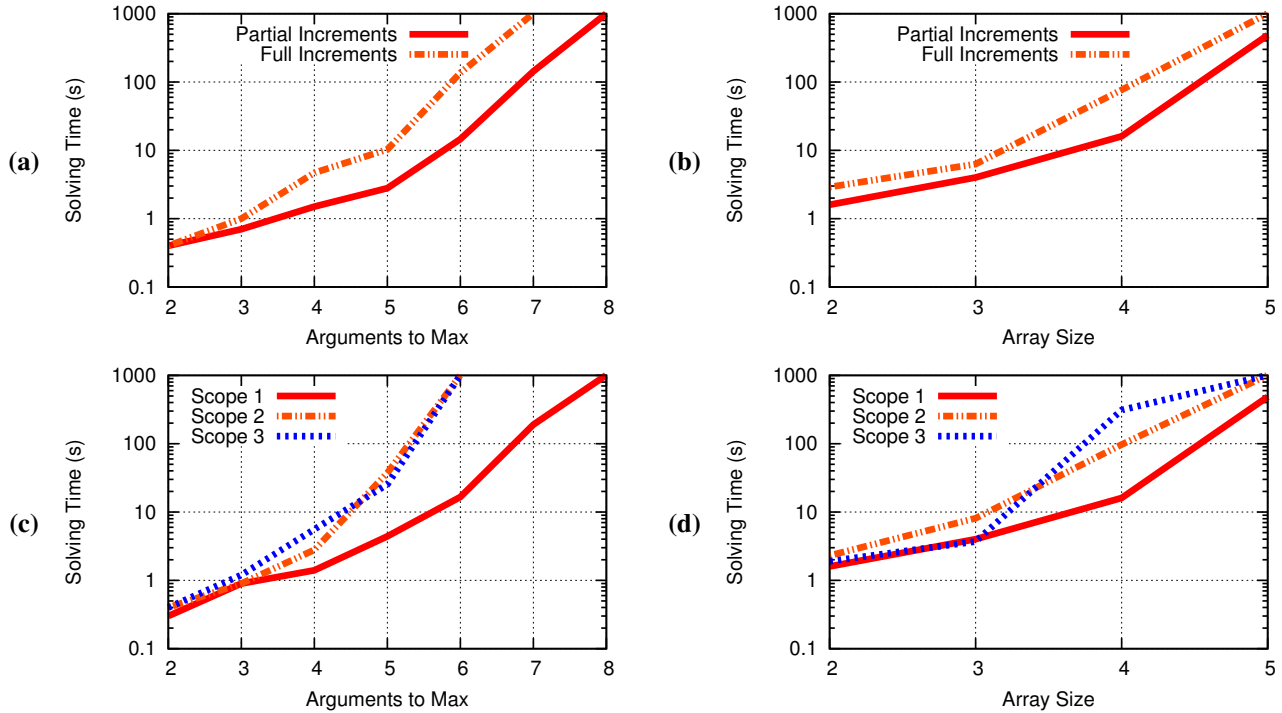 (a)
Solving Time (s)
1000
100
10
1
0.1
Partial Increments
Full Increments
2 3 4 5 6 7 8
Arguments to Max
(b)
Solving Time (s)
1000
100
10
1
0.1
Partial Increments
Full Increments
2 3 4 5
Array Size
(c)
Solving Time (s)
1000
100
10
1
0.1
Scope 1
Scope 2
Scope 3
2 3 4 5 6 7 8
Arguments to Max
(d)
Solving Time (s)
1000
100
10
1
0.1
Scope 1
Scope 2
Scope 3
2 3 4 5
Array Size